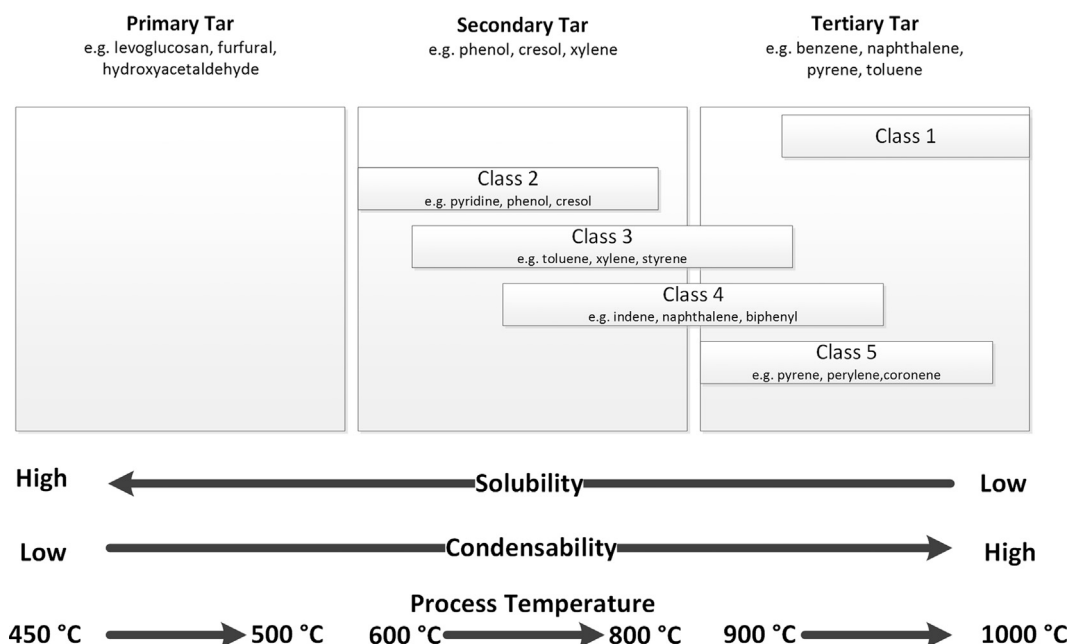 Primary Tar
e.g. levoglucosan, furfural,
hydroxyacetaldehyde
Secondary Tar
e.g. phenol, cresol, xylene
Tertiary Tar
e.g. benzene, naphthalene,
pyrene, toluene
Class 1
Class 2
e.g. pyridine, phenol, cresol
Class 3
e.g. toluene, xylene, styrene
Class 4
e.g. indene, naphthalene, biphenyl
Class 5
e.g. pyrene, perylene,coronene
High Solubility Low
Low Condensability High
Process Temperature
450 °C 500 °C 600 °C 800 °C 900 °C 1000 °C